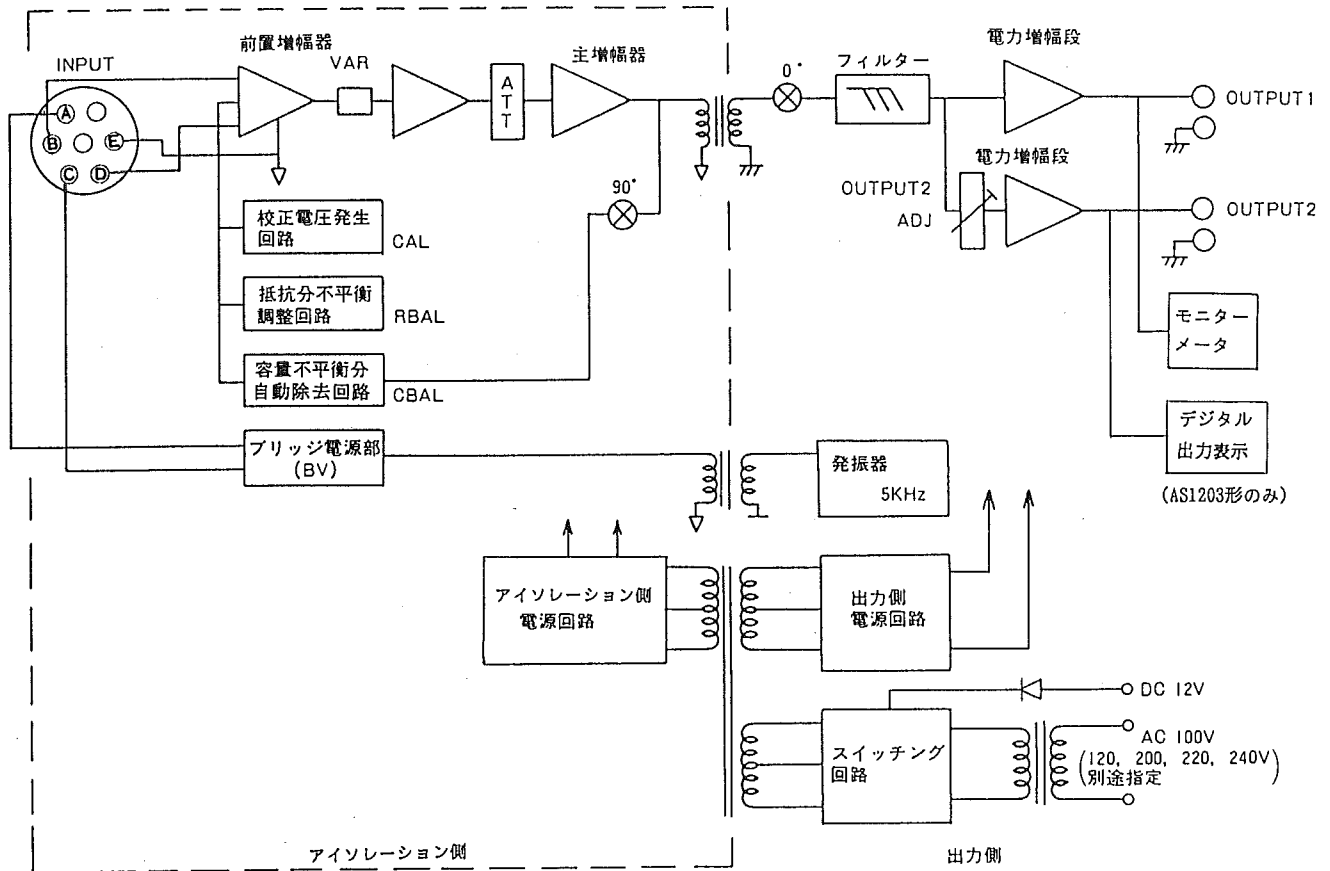 INPUT
前置増幅器
VAR
ATT
主増幅器
0°
フィルター
電力増幅段
OUTPUT1
A
B
C
D
E
90°
OUTPUT2
ADJ
電力増幅段
OUTPUT2
校正電圧発生
回路
CAL
抵抗分不平衡
調整回路
RBAL
容量不平衡分
自動除去回路
CBAL
モニター
メータ
デジタル
出力表示
(AS1203形のみ)
ブリッジ電源部
(BV)
発振器
5KHz
アイソレーション側
電源回路
出力側
電源回路
DC 12V
スイッチング
回路
AC 100V
(120, 200, 220, 240V)
別途指定
アイソレーション側
出力側